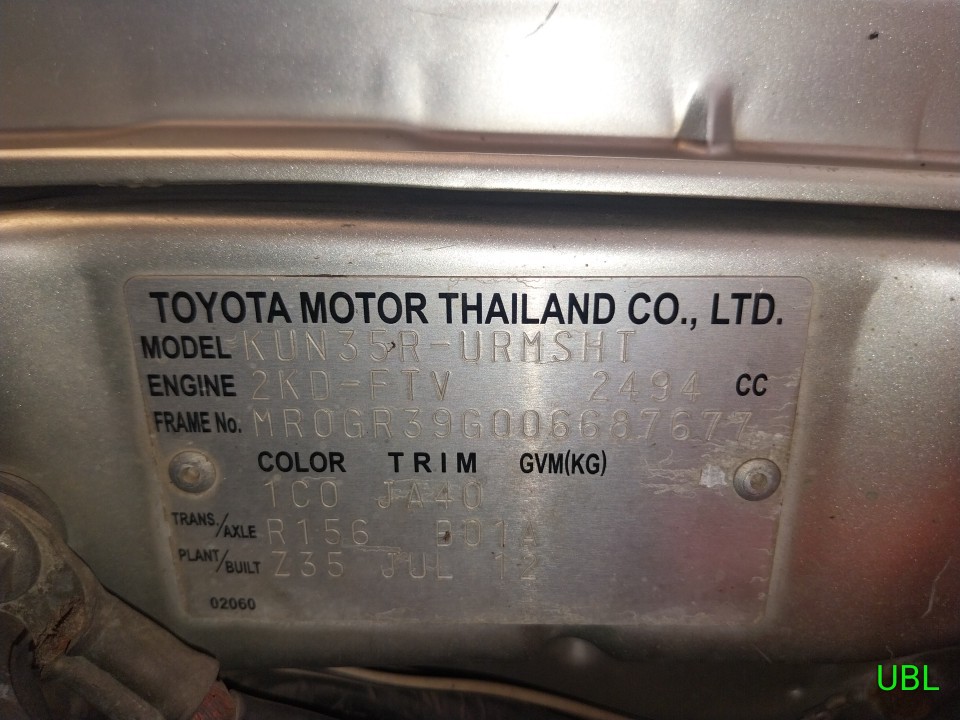 TOYOTA MOTOR THAILAND CO., LTD.
MODEL KUN35R-URMSHT
ENGINE 2KD-FTV 2494 CC
FRAME No. MR0GR39G006687677
COLOR TRIM GVM(KG)
1C0 JA40
TRANS./AXLE R156 B01A
PLANT/BUILT Z35 JUL 12
02060
UBL